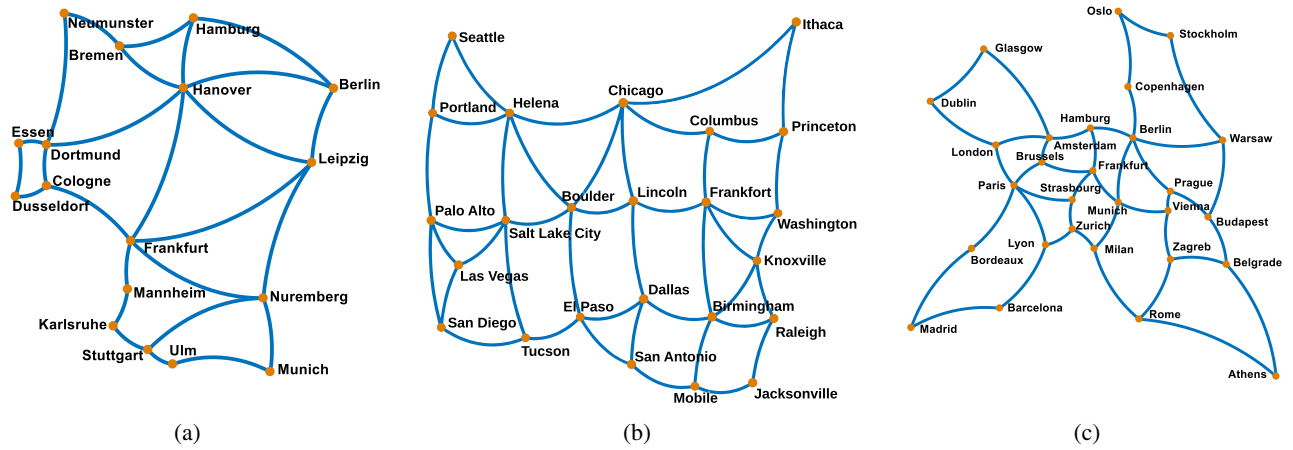 Neumunster
Hamburg
Bremen
Berlin
Hanover
Essen
Dortmund
Leipzig
Cologne
Dusseldorf
Frankfurt
Mannheim
Nuremberg
Karlsruhe
Stuttgart
Ulm
Munich
(a)
Ithaca
Seattle
Chicago
Portland
Helena
Columbus
Princeton
Boulder
Lincoln
Frankfort
Palo Alto
Salt Lake City
Washington
Las Vegas
Knoxville
Dallas
El Paso
Birmingham
San Diego
Raleigh
Tucson
San Antonio
Mobile
Jacksonville
(b)
Oslo
Stockholm
Glasgow
Copenhagen
Dublin
Hamburg
Berlin
Warsaw
London
Amsterdam
Brussels
Frankfurt
Paris
Strasbourg
Prague
Munich
Vienna
Budapest
Zurich
Lyon
Milan
Zagreb
Bordeaux
Belgrade
Barcelona
Rome
Madrid
Athens
(c)